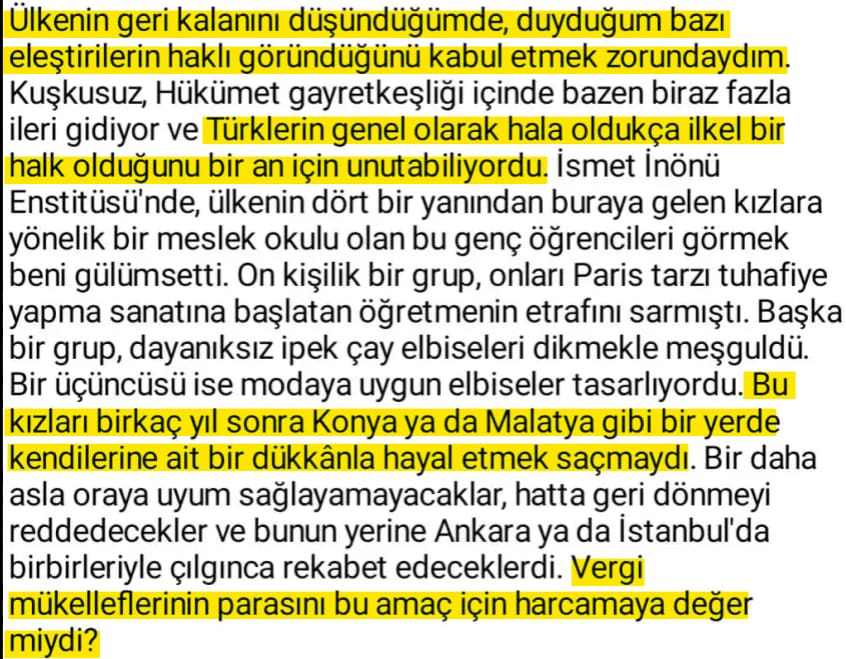 Ülkenin geri kalanını düşündüğümde, duyduğum bazı
eleştirilerin haklı göründüğünü kabul etmek zorundaydım.
Kuşkusuz, Hükümet gayretkeşliği içinde bazen biraz fazla
ileri gidiyor ve Türklerin genel olarak hala oldukça ilkel bir
halk olduğunu bir an için unutabiliyordu. İsmet İnönü
Enstitüsü'nde, ülkenin dört bir yanından buraya gelen kızlara
yönelik bir meslek okulu olan bu genç öğrencileri görmek
beni gülümsetti. On kişilik bir grup, onları Paris tarzı tuhafiye
yapma sanatına başlatan öğretmenin etrafını sarmıştı. Başka
bir grup, dayanıksız ipek çay elbiseleri dikmekle meşguldü.
Bir üçüncüsü ise modaya uygun elbiseler tasarlıyordu. Bu
kızları birkaç yıl sonra Konya ya da Malatya gibi bir yerde
kendilerine ait bir dükkânla hayal etmek saçmaydı. Bir daha
asla oraya uyum sağlayamayacaklar, hatta geri dönmeyi
reddedecekler ve bunun yerine Ankara ya da İstanbul'da
birbirleriyle çılgınca rekabet edeceklerdi. Vergi
mükelleflerinin parasını bu amaç için harcamaya değer
miydi?